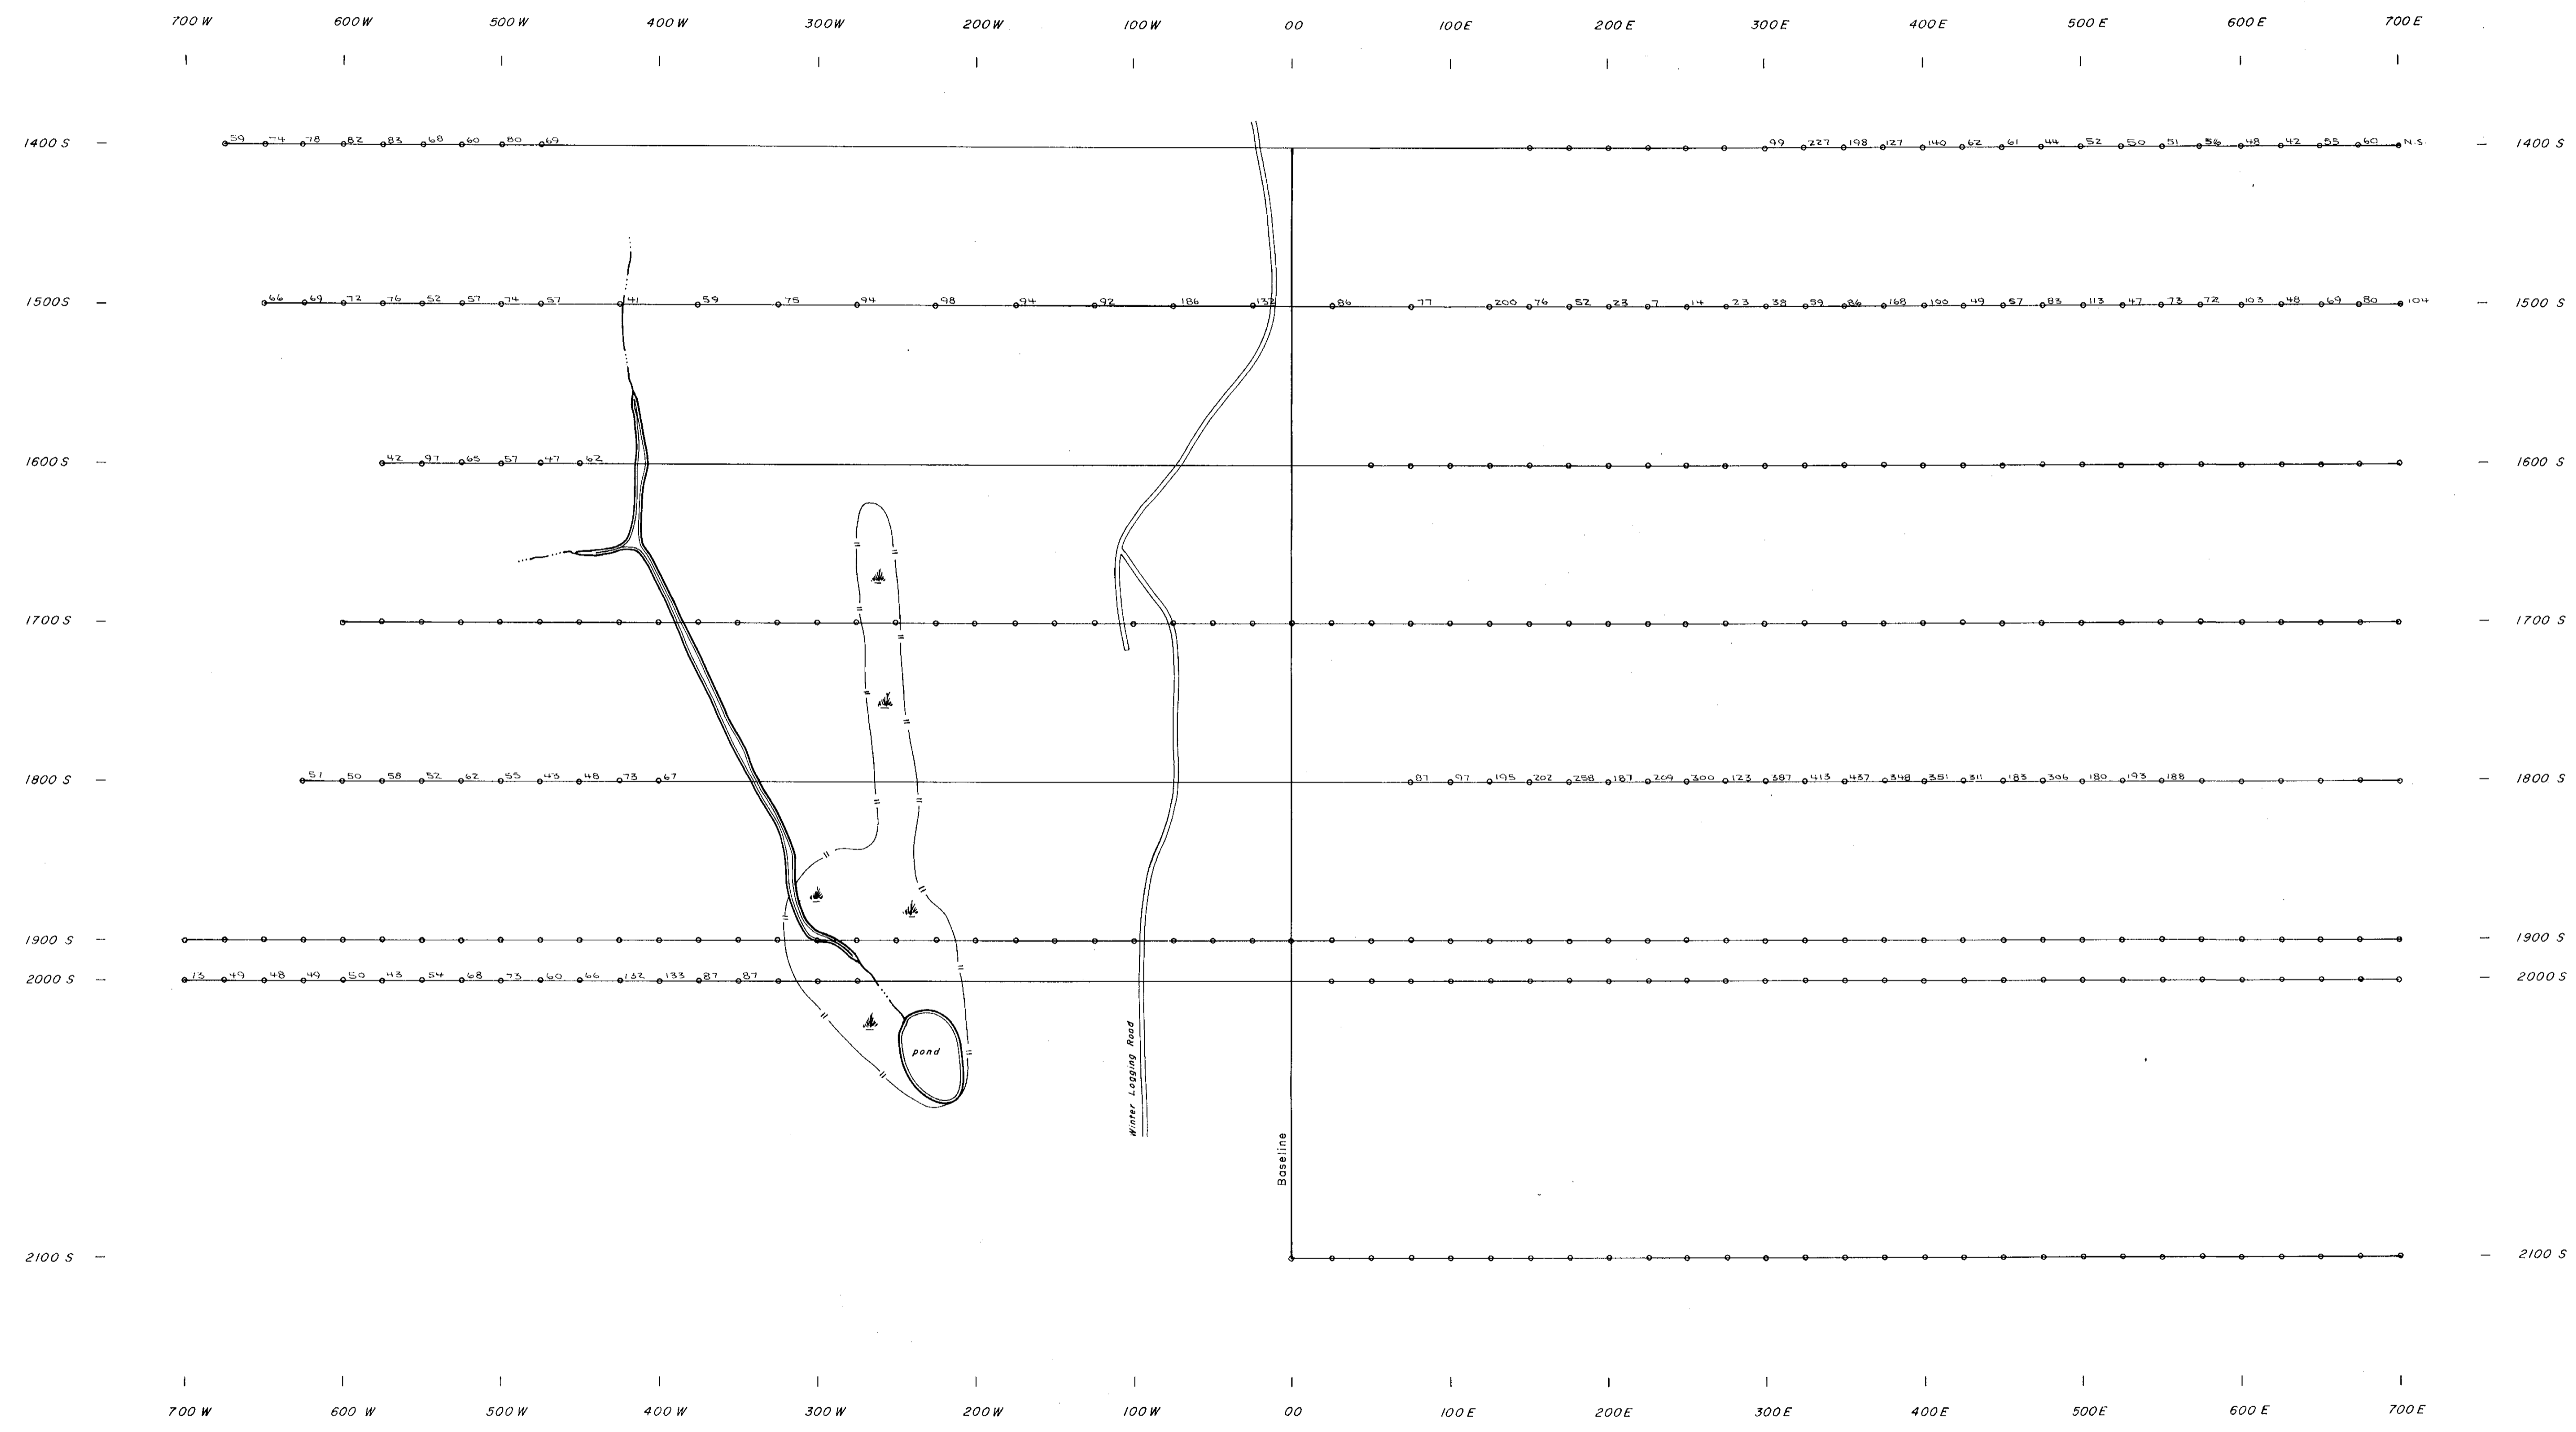 700 W 600 W 500 W 400 W 300 W 200 W 100 W 00 100 E 200 E 300 E 400 E 500 E 600 E 700 E
1400 S 59 74 78 82 83 68 60 80 69 99 227 198 127 140 62 61 44 52 50 51 56 48 42 55 60 N.S. 1400 S
1500 S 66 69 72 76 52 57 74 57 41 59 75 94 98 94 92 186 132 86 77 200 76 52 23 7 14 23 38 59 86 168 100 49 57 83 113 47 73 72 103 48 69 80 104 1500 S
1600 S 42 97 65 57 47 62 1600 S
1700 S 1700 S
1800 S 57 50 58 52 62 55 43 48 73 67 87 97 195 202 258 187 209 300 123 387 413 437 348 351 311 183 306 180 193 188 1800 S
1900 S 1900 S
2000 S 73 49 48 49 50 43 54 68 73 60 66 132 133 87 87 2000 S
pond
Winter Logging Road
Baseline
2100 S 2100 S
700 W 600 W 500 W 400 W 300 W 200 W 100 W 00 100 E 200 E 300 E 400 E 500 E 600 E 700 E